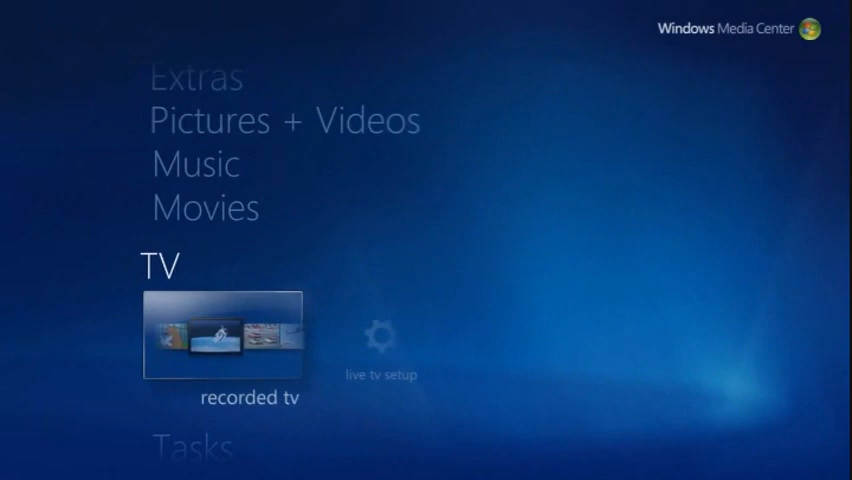 Windows Media Center
Extras
Pictures + Videos
Music
Movies
TV
recorded tv
live tv setup
Tasks